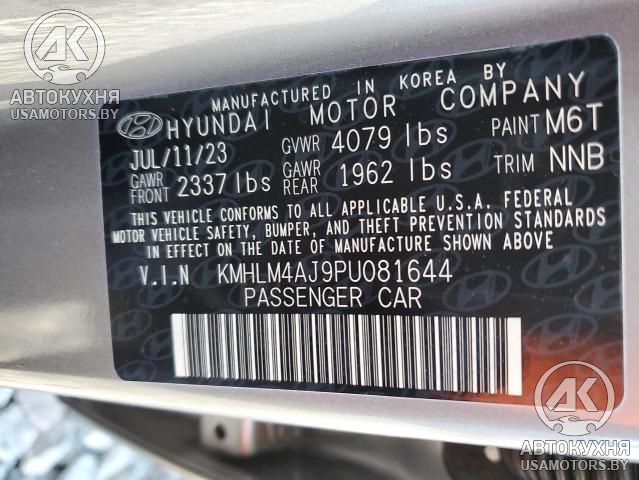 AK
АВТОКУХНЯ
USAMOTORS.BY
MANUFACTURED IN KOREA BY
HYUNDAI MOTOR COMPANY
JUL/11/23 GVWR 4079 lbs PAINT M6T
GAWR FRONT 2337 lbs GAWR REAR 1962 lbs TRIM NNB
THIS VEHICLE CONFORMS TO ALL APPLICABLE U.S.A. FEDERAL
MOTOR VEHICLE SAFETY, BUMPER, AND THEFT PREVENTION STANDARDS
IN EFFECT ON THE DATE OF MANUFACTURE SHOWN ABOVE.
V.I.N KMHLM4AJ9PU081644
PASSENGER CAR
AK
АВТОКУХНЯ
USAMOTORS.BY